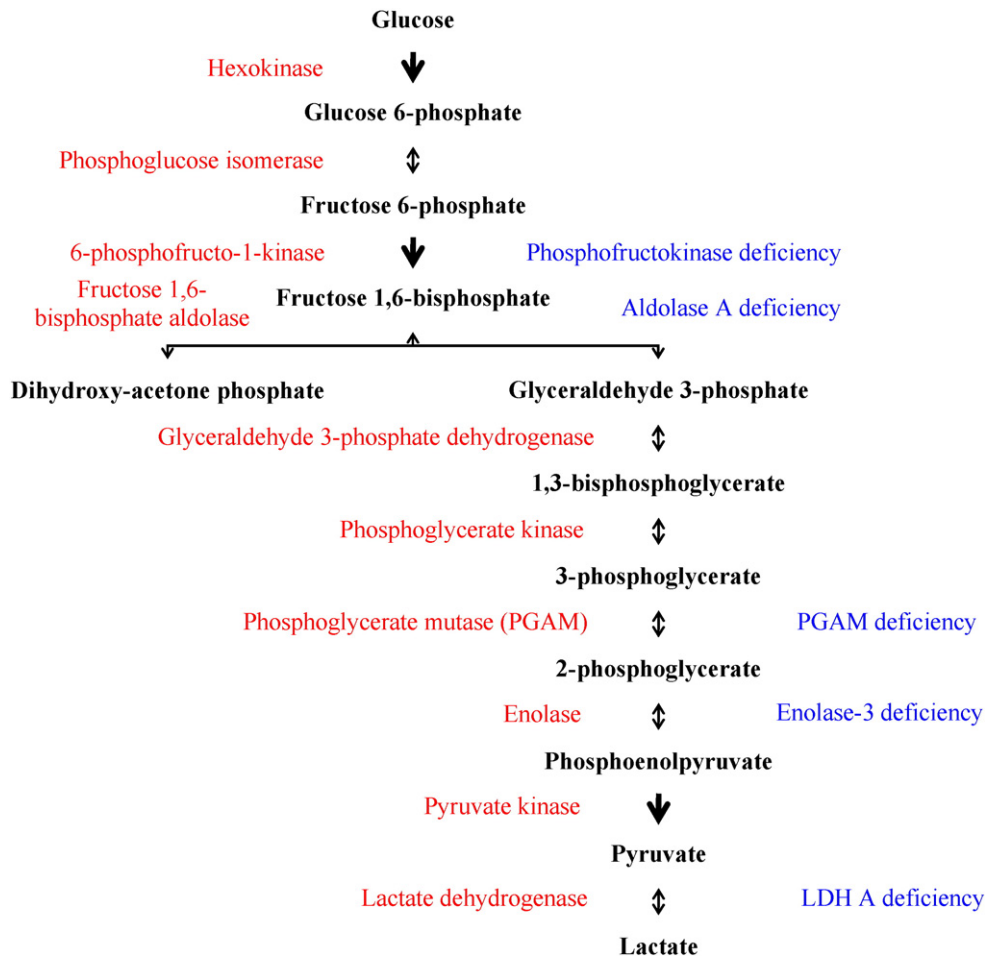 Glucose
Hexokinase
Glucose 6-phosphate
Phosphoglucose isomerase
Fructose 6-phosphate
6-phosphofructo-1-kinase
Phosphofructokinase deficiency
Fructose 1,6-
bisphosphate aldolase
Fructose 1,6-bisphosphate
Aldolase A deficiency
Dihydroxy-acetone phosphate
Glyceraldehyde 3-phosphate
Glyceraldehyde 3-phosphate dehydrogenase
1,3-bisphosphoglycerate
Phosphoglycerate kinase
3-phosphoglycerate
Phosphoglycerate mutase (PGAM)
PGAM deficiency
2-phosphoglycerate
Enolase
Enolase-3 deficiency
Phosphoenolpyruvate
Pyruvate kinase
Pyruvate
Lactate dehydrogenase
LDH A deficiency
Lactate